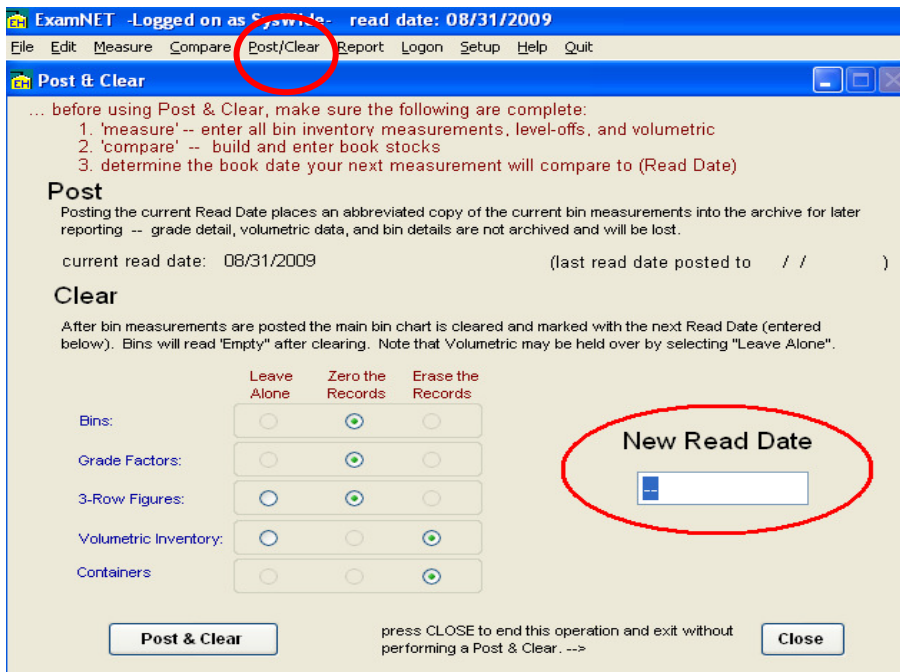 ExamNET -Logged on as SysWide- read date: 08/31/2009
File Edit Measure Compare Post/Clear Report Logon Setup Help Quit
Post & Clear
... before using Post & Clear, make sure the following are complete:
1. 'measure' -- enter all bin inventory measurements, level-offs, and volumetric
2. 'compare' -- build and enter book stocks
3. determine the book date your next measurement will compare to (Read Date)
Post
Posting the current Read Date places an abbreviated copy of the current bin measurements into the archive for later
reporting -- grade detail, volumetric data, and bin details are not archived and will be lost.
current read date: 08/31/2009 (last read date posted to / / )
Clear
After bin measurements are posted the main bin chart is cleared and marked with the next Read Date (entered
below). Bins will read 'Empty" after clearing. Note that Volumetric may be held over by selecting "Leave Alone".
Leave Zero the Erase the
Alone Records Records
Bins:
Grade Factors:
3-Row Figures:
Volumetric Inventory:
Containers
New Read Date
--
Post & Clear
press CLOSE to end this operation and exit without
performing a Post & Clear. -->
Close